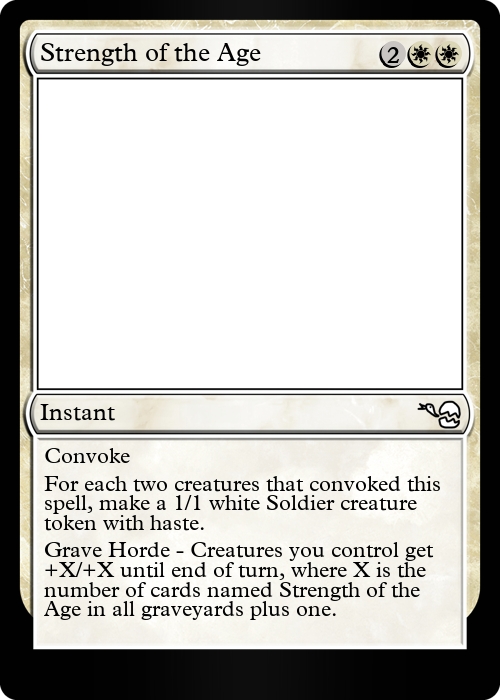 Strength of the Age 2
Instant
Convoke
For each two creatures that convoked this
spell, make a 1/1 white Soldier creature
token with haste.
Grave Horde - Creatures you control get
+X/+X until end of turn, where X is the
number of cards named Strength of the
Age in all graveyards plus one.